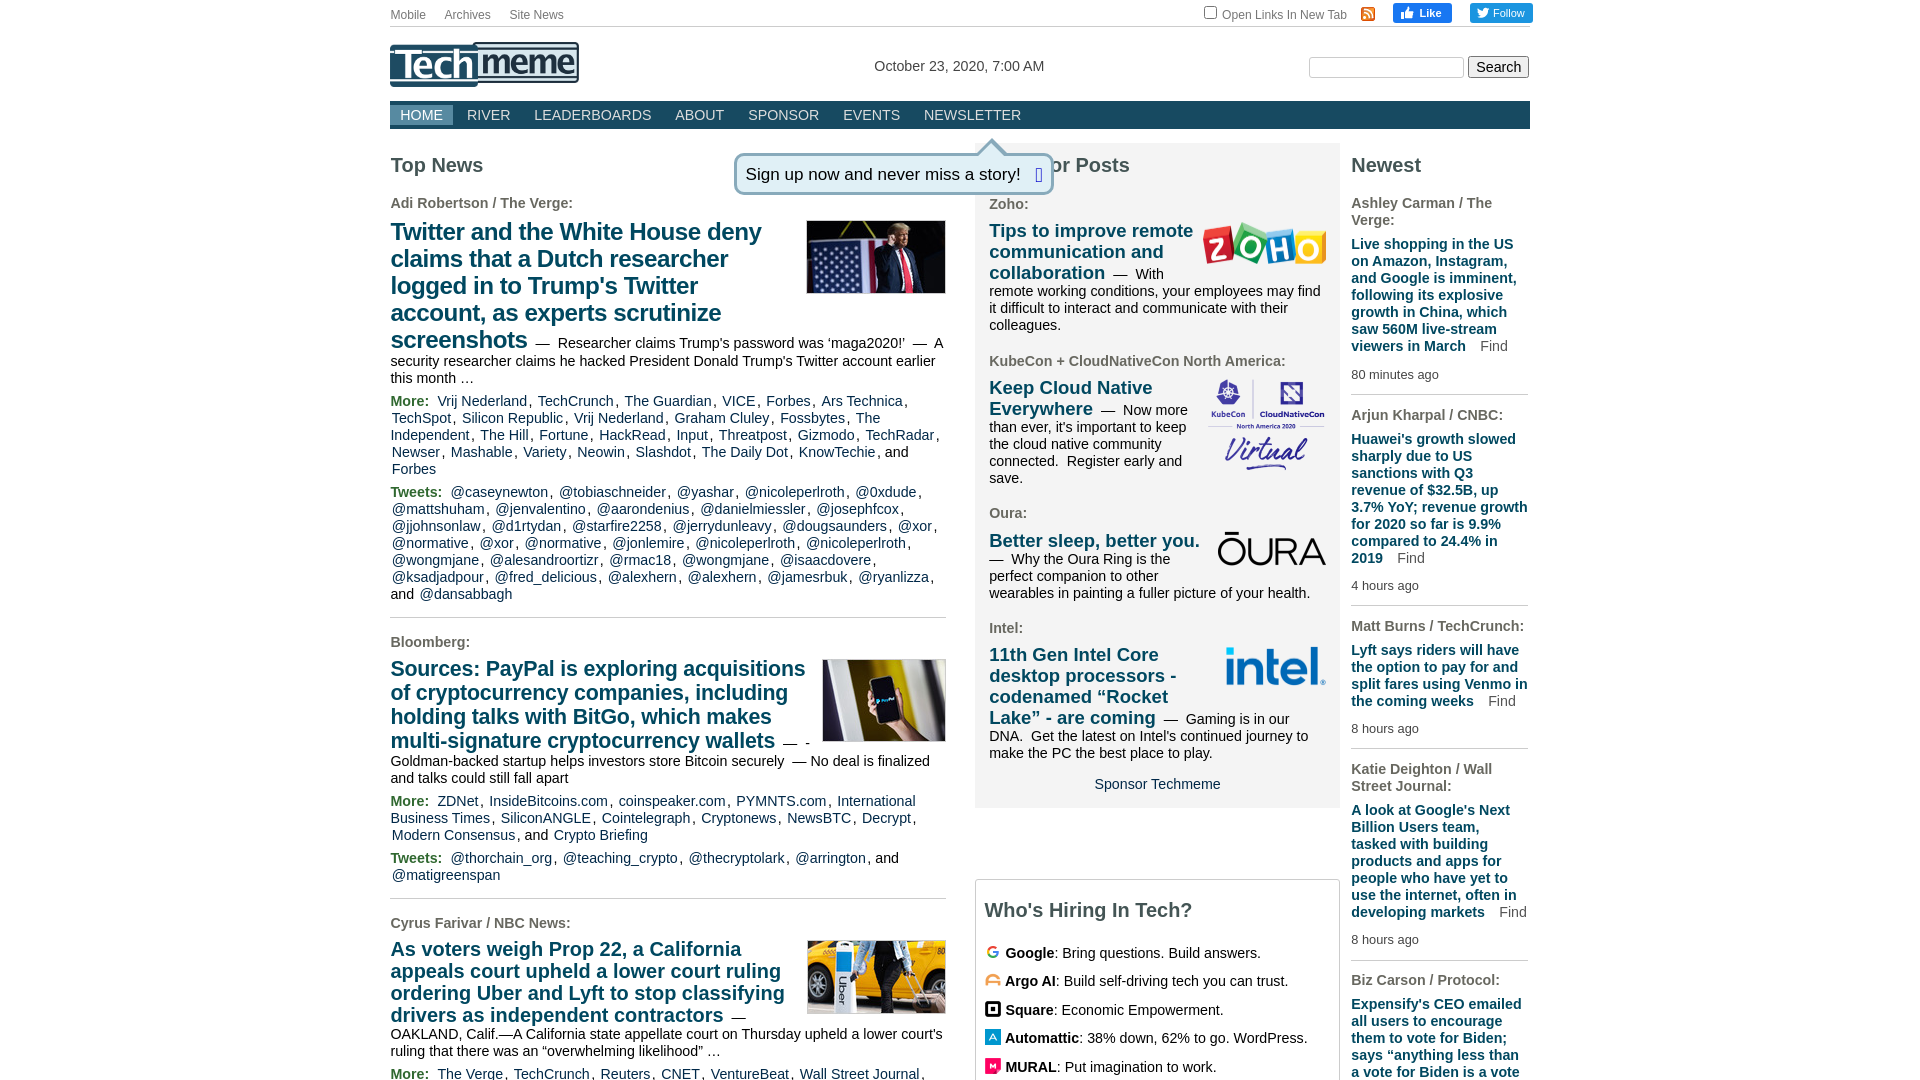 Mobile Archives Site News
Open Links In New Tab Like Follow
Techmeme
October 23, 2020, 7:00 AM
Search
HOME RIVER LEADERBOARDS ABOUT SPONSOR EVENTS NEWSLETTER
Sign up now and never miss a story!
Top News
Adi Robertson / The Verge:
Twitter and the White House deny
claims that a Dutch researcher
logged in to Trump's Twitter
account, as experts scrutinize
screenshots — Researcher claims Trump's password was ‘maga2020!’ — A
security researcher claims he hacked President Donald Trump's Twitter account earlier
this month …
More: Vrij Nederland, TechCrunch, The Guardian, VICE, Forbes, Ars Technica,
TechSpot, Silicon Republic, Vrij Nederland, Graham Cluley, Fossbytes, The
Independent, The Hill, Fortune, HackRead, Input, Threatpost, Gizmodo, TechRadar,
Newser, Mashable, Variety, Neowin, Slashdot, The Daily Dot, KnowTechie, and
Forbes
Tweets: @caseynewton, @tobiaschneider, @yashar, @nicoleperlroth, @0xdude,
@mattshuham, @jenvalentino, @aarondenius, @danielmiessler, @josephfcox,
@jjohnsonlaw, @d1rtydan, @starfire2258, @jerrydunleavy, @dougsaunders, @xor,
@normative, @xor, @normative, @jonlemire, @nicoleperlroth, @nicoleperlroth,
@wongmjane, @alesandroortizr, @rmac18, @wongmjane, @isaacdovere,
@ksadjadpour, @fred_delicious, @alexhern, @alexhern, @jamesrbuk, @ryanlizza,
and @dansabbagh
Bloomberg:
Sources: PayPal is exploring acquisitions
of cryptocurrency companies, including
holding talks with BitGo, which makes
multi-signature cryptocurrency wallets — -
Goldman-backed startup helps investors store Bitcoin securely — No deal is finalized
and talks could still fall apart
PayPal
More: ZDNet, InsideBitcoins.com, coinspeaker.com, PYMNTS.com, International
Business Times, SiliconANGLE, Cointelegraph, Cryptonews, NewsBTC, Decrypt,
Modern Consensus, and Crypto Briefing
Tweets: @thorchain_org, @teaching_crypto, @thecryptolark, @arrington, and
@matigreenspan
Cyrus Farivar / NBC News:
As voters weigh Prop 22, a California
appeals court upheld a lower court ruling
ordering Uber and Lyft to stop classifying
drivers as independent contractors —
OAKLAND, Calif.—A California state appellate court on Thursday upheld a lower court's
ruling that there was an “overwhelming likelihood” …
Uber
More: The Verge, TechCrunch, Reuters, CNET, VentureBeat, Wall Street Journal,
or Posts
Zoho:
Tips to improve remote
communication and
collaboration — With
remote working conditions, your employees may find
it difficult to interact and communicate with their
colleagues.
ZOHO
KubeCon + CloudNativeCon North America:
Keep Cloud Native
Everywhere — Now more
than ever, it's important to keep
the cloud native community
connected. Register early and
save.
KubeCon CloudNativeCon
North America 2020
Virtual
Oura:
Better sleep, better you.
— Why the Oura Ring is the
perfect companion to other
wearables in painting a fuller picture of your health.
ŌURA
Intel:
11th Gen Intel Core
desktop processors -
codenamed “Rocket
Lake” - are coming — Gaming is in our
DNA. Get the latest on Intel's continued journey to
make the PC the best place to play.
intel
Sponsor Techmeme
Who's Hiring In Tech?
Google: Bring questions. Build answers.
Argo AI: Build self-driving tech you can trust.
Square: Economic Empowerment.
Automattic: 38% down, 62% to go. WordPress.
MURAL: Put imagination to work.
Newest
Ashley Carman / The
Verge:
Live shopping in the US
on Amazon, Instagram,
and Google is imminent,
following its explosive
growth in China, which
saw 560M live-stream
viewers in March Find
80 minutes ago
Arjun Kharpal / CNBC:
Huawei's growth slowed
sharply due to US
sanctions with Q3
revenue of $32.5B, up
3.7% YoY; revenue growth
for 2020 so far is 9.9%
compared to 24.4% in
2019 Find
4 hours ago
Matt Burns / TechCrunch:
Lyft says riders will have
the option to pay for and
split fares using Venmo in
the coming weeks Find
8 hours ago
Katie Deighton / Wall
Street Journal:
A look at Google's Next
Billion Users team,
tasked with building
products and apps for
people who have yet to
use the internet, often in
developing markets Find
8 hours ago
Biz Carson / Protocol:
Expensify's CEO emailed
all users to encourage
them to vote for Biden;
says “anything less than
a vote for Biden is a vote